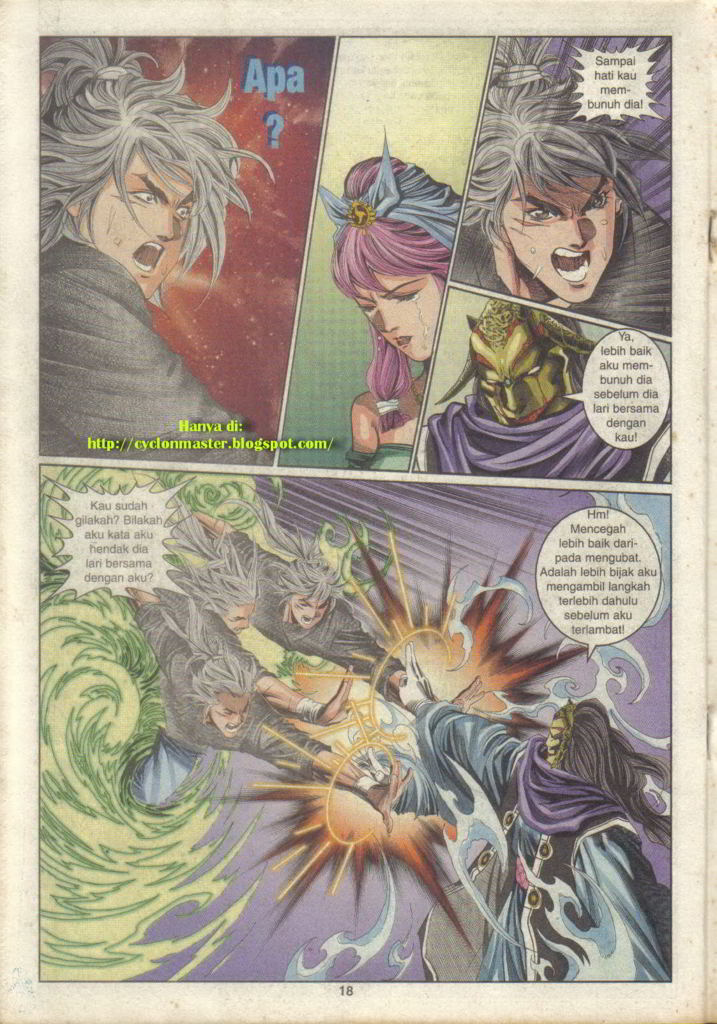 Apa
?
Sampai
hati kau
mem-
bunuh dia!
Ya,
lebih baik
aku mem-
bunuh dia
sebelum dia
lari bersama
dengan
kau!
Hanya di:
http://cyclonmaster.blogspot.com/
Kau sudah
gilakah? Bilakah
aku kata aku
hendak dia
lari bersama
dengan aku?
Hm!
Mencegah
lebih baik dari-
pada mengubat.
Adalah lebih bijak aku
mengambil langkah
terlebih dahulu
sebelum aku
terlambat!
18